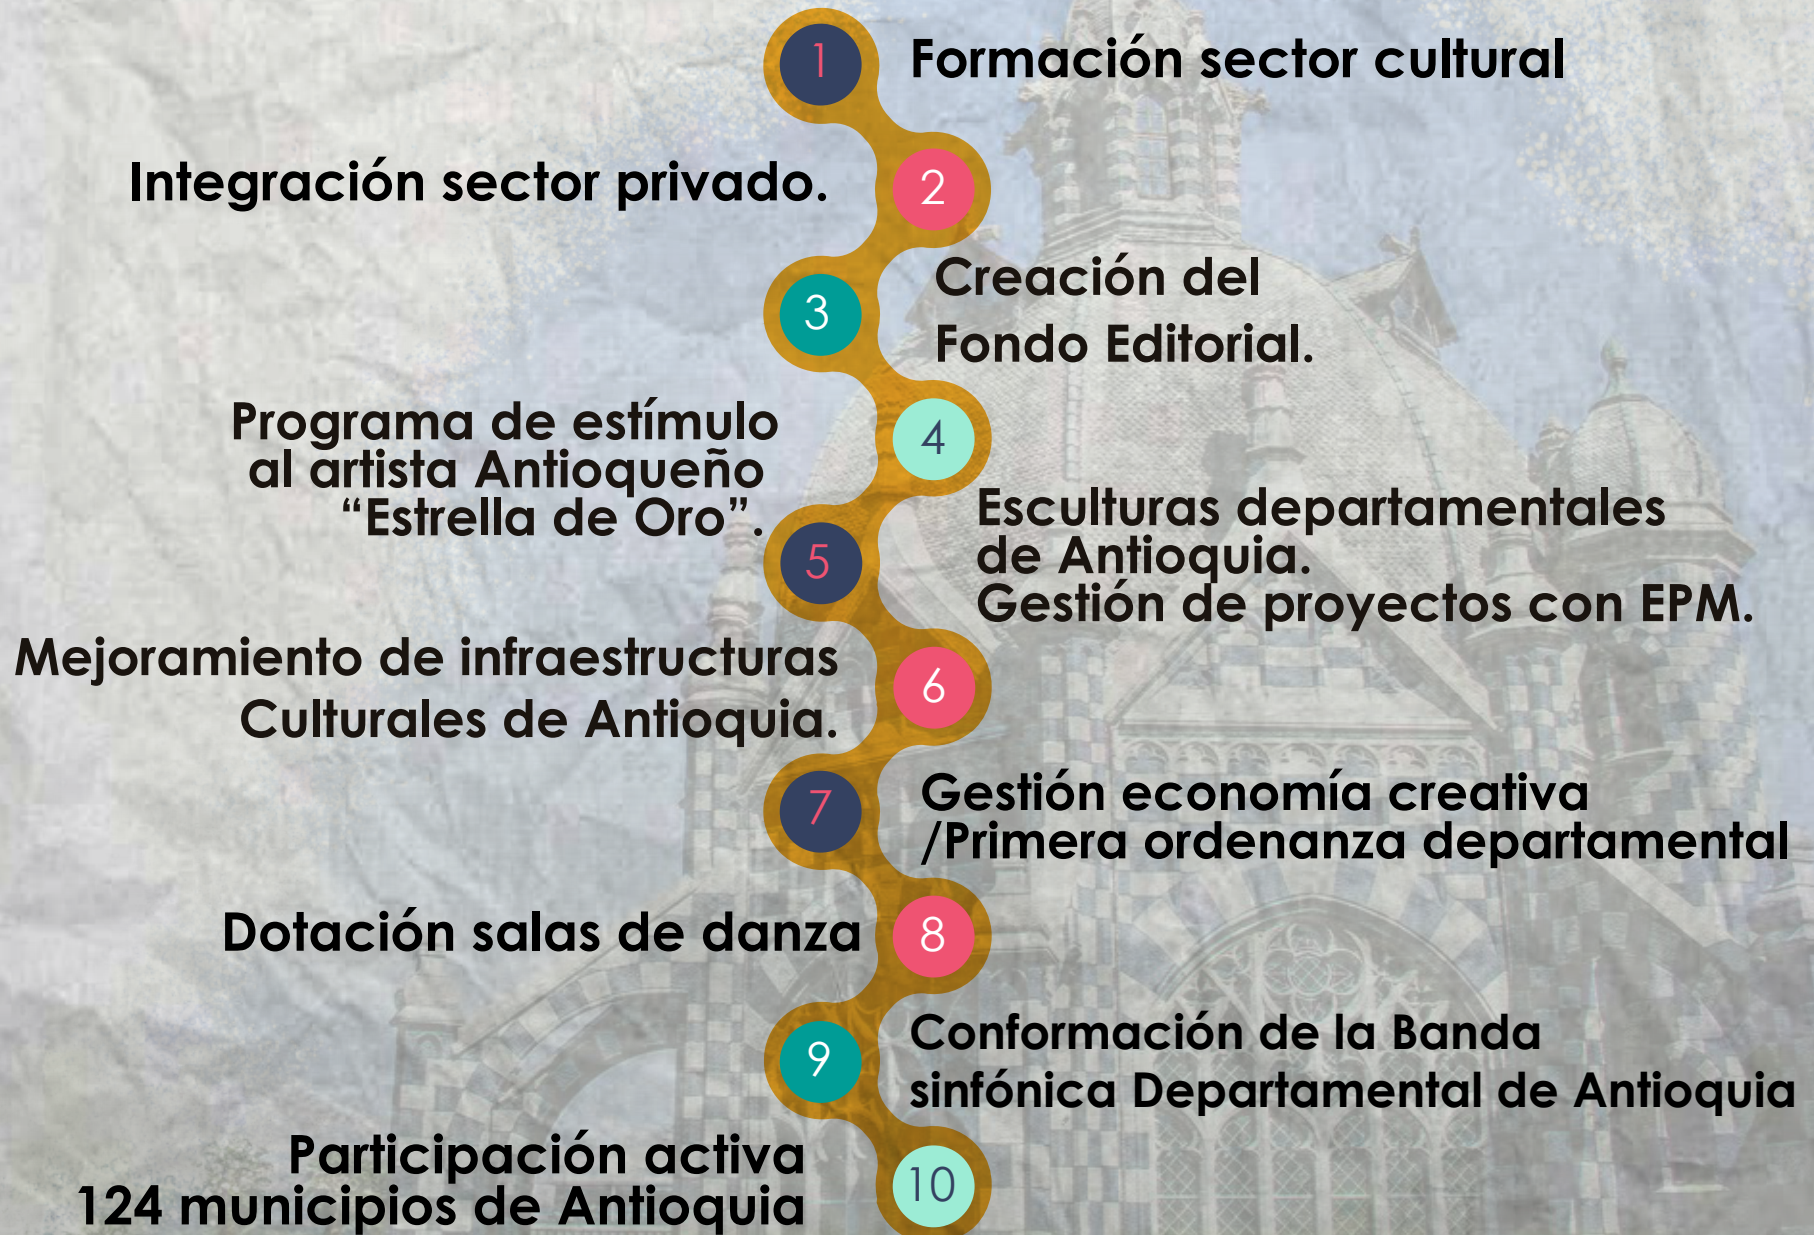 1
Formación sector cultural
Integración sector privado.
2
3
Creación del
Fondo Editorial.
Programa de estímulo
al artista Antioqueño
“Estrella de Oro”.
4
5
Esculturas departamentales
de Antioquia.
Gestión de proyectos con EPM.
Mejoramiento de infraestructuras
Culturales de Antioquia.
6
7
Gestión economía creativa
/Primera ordenanza departamental
Dotación salas de danza
8
9
Conformación de la Banda
sinfónica Departamental de Antioquia
Participación activa
124 municipios de Antioquia
10